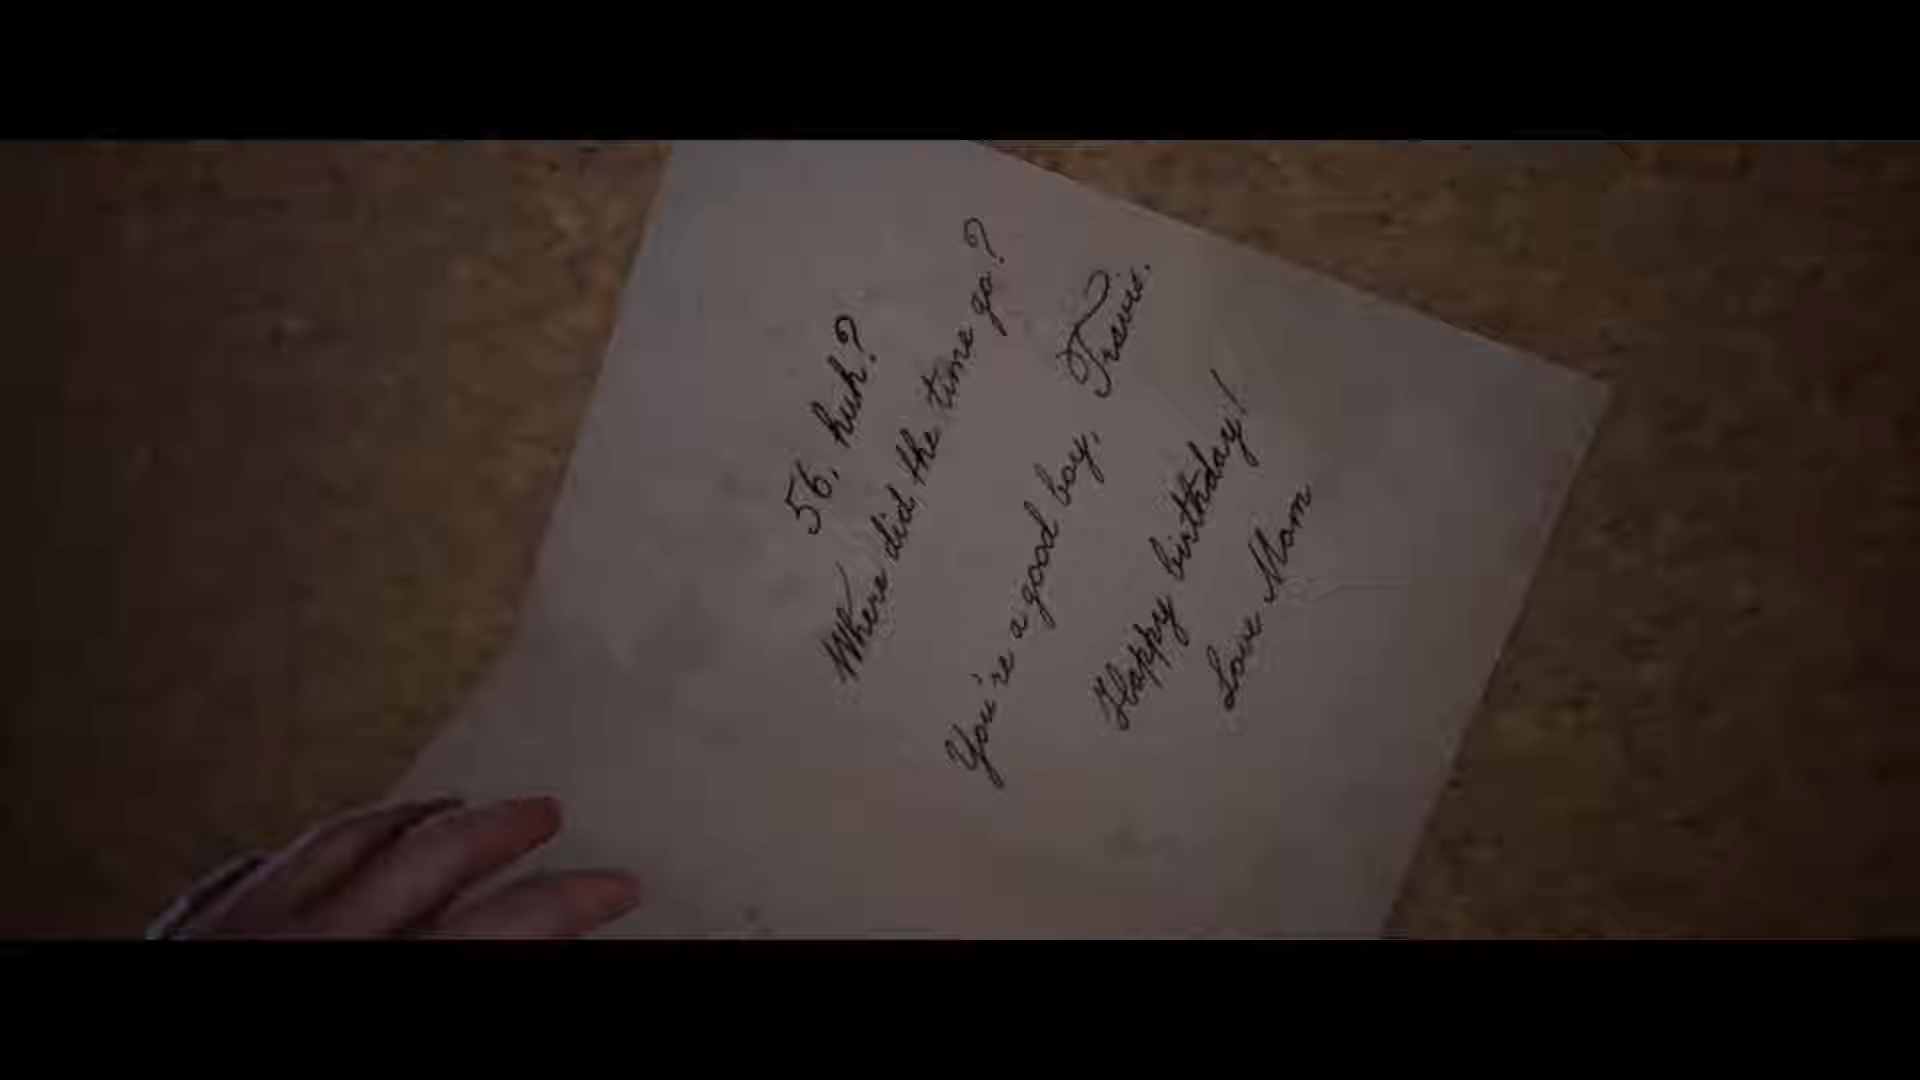 56, huh?
Where did the time go?
You're a good boy, Travis.
Happy birthday!
Love Mom